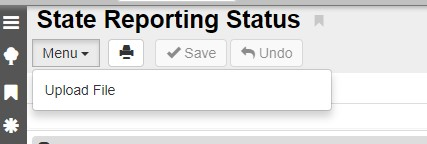 State Reporting Status
Menu Save Undo
Upload File